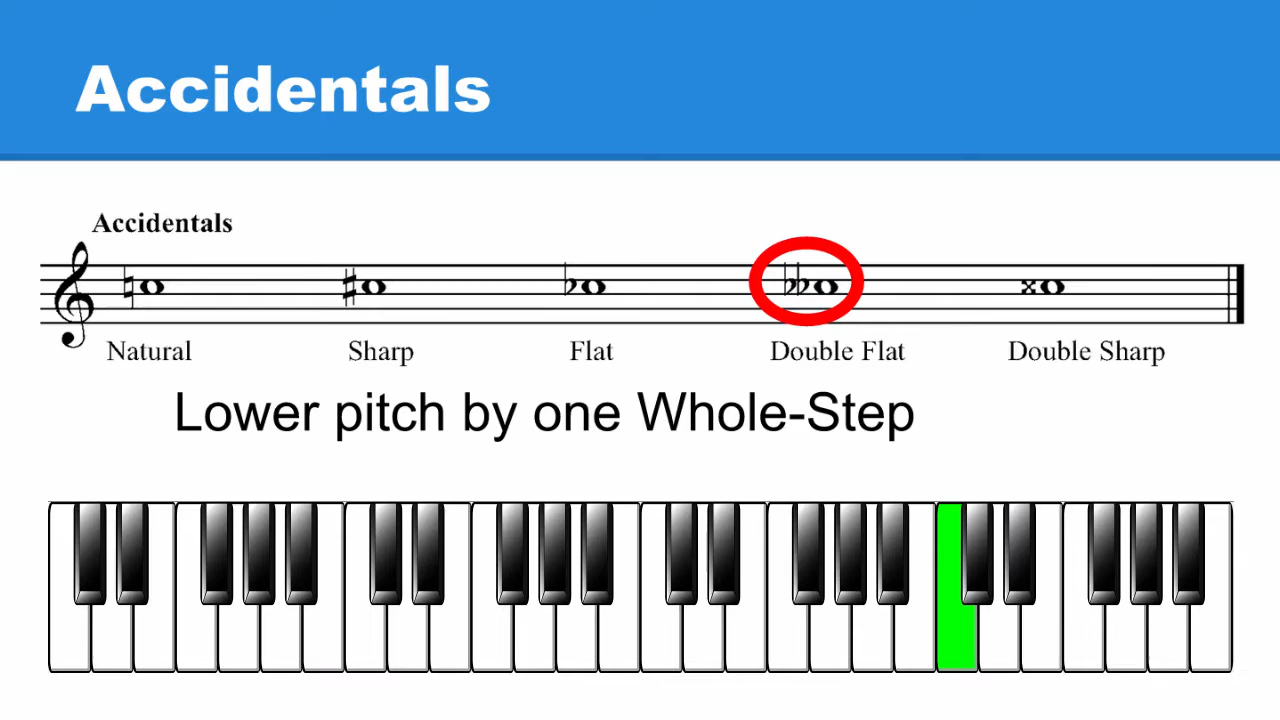 Accidentals
Accidentals
Natural Sharp Flat Double Flat Double Sharp
Lower pitch by one Whole-Step